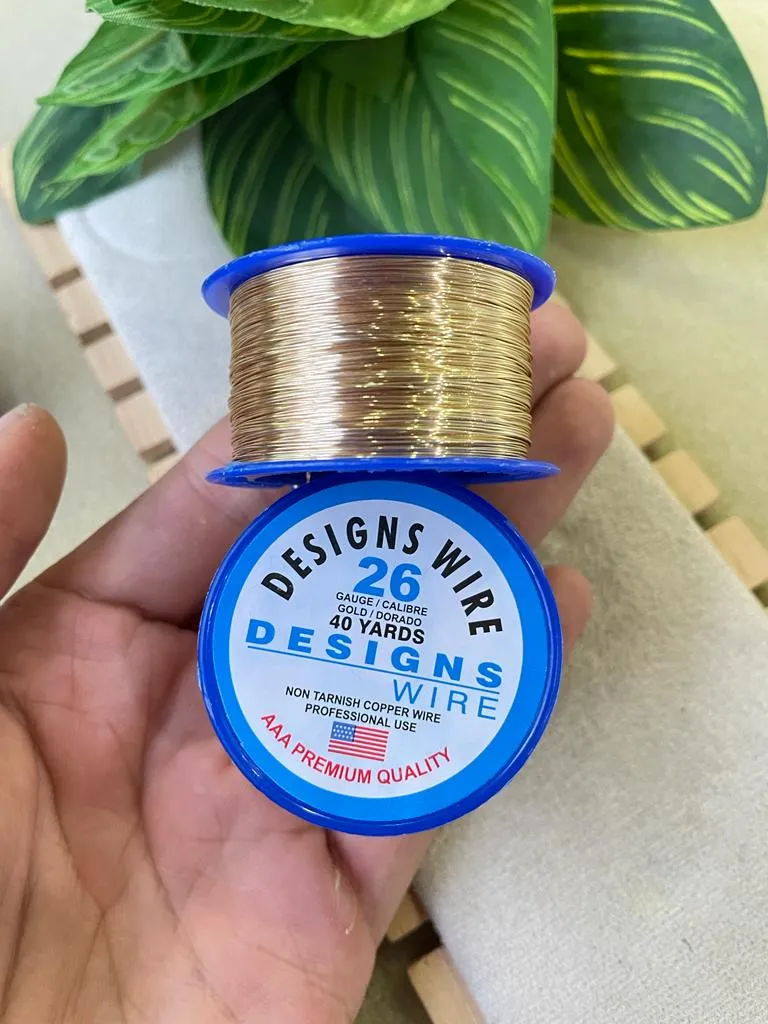 DESIGNS WIRE
26
GAUGE / CALIBRE
GOLD / DORADO
40 YARDS
DESIGNS
WIRE
NON TARNISH COPPER WIRE
PROFESSIONAL USE
AAA PREMIUM QUALITY